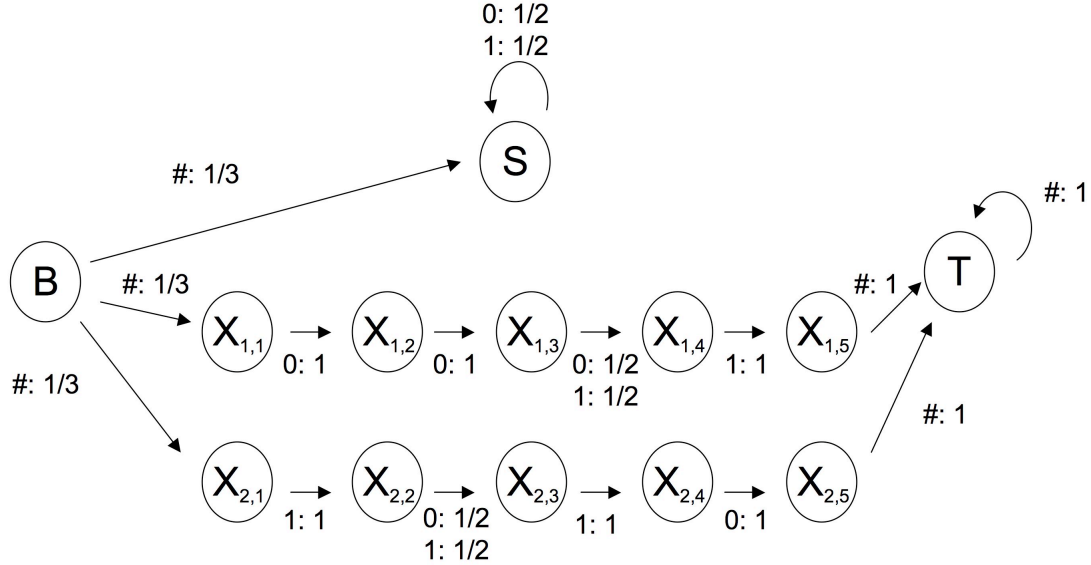 0: 1/2
1: 1/2
S
#: 1/3
#: 1
B
#: 1/3
T
#: 1
X1,1
X1,2
X1,3
X1,4
X1,5
0: 1
0: 1
0: 1/2
1: 1/2
1: 1
#: 1/3
#: 1
X2,1
X2,2
X2,3
X2,4
X2,5
1: 1
0: 1/2
1: 1/2
1: 1
0: 1